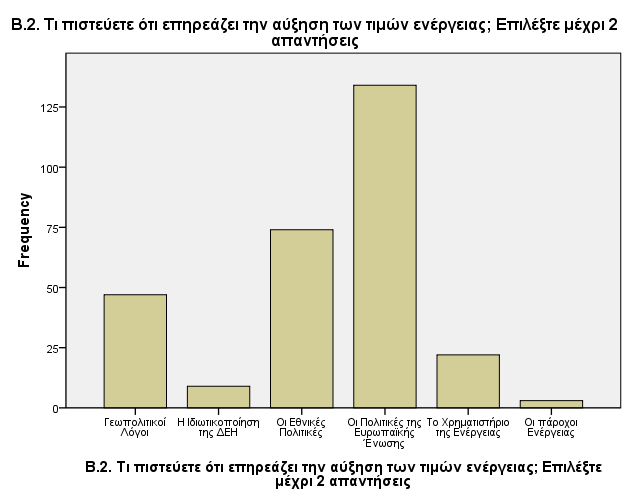 Β.2. Τι πιστεύετε ότι επηρεάζει την αύξηση των τιμών ενέργειας; Επιλέξτε μέχρι 2
απαντήσεις
Frequency
125
100
75
50
25
0
Γεωπολιτικοί
Λόγοι
Η Ιδιωτικοποίηση
της ΔΕΗ
Οι Εθνικές
Πολιτικές
Οι Πολιτικές της
Ευρωπαϊκής
Ένωσης
Το Χρηματιστήριο
της Ενέργειας
Οι πάροχοι
Ενέργειας
Β.2. Τι πιστεύετε ότι επηρεάζει την αύξηση των τιμών ενέργειας; Επιλέξτε
μέχρι 2 απαντήσεις